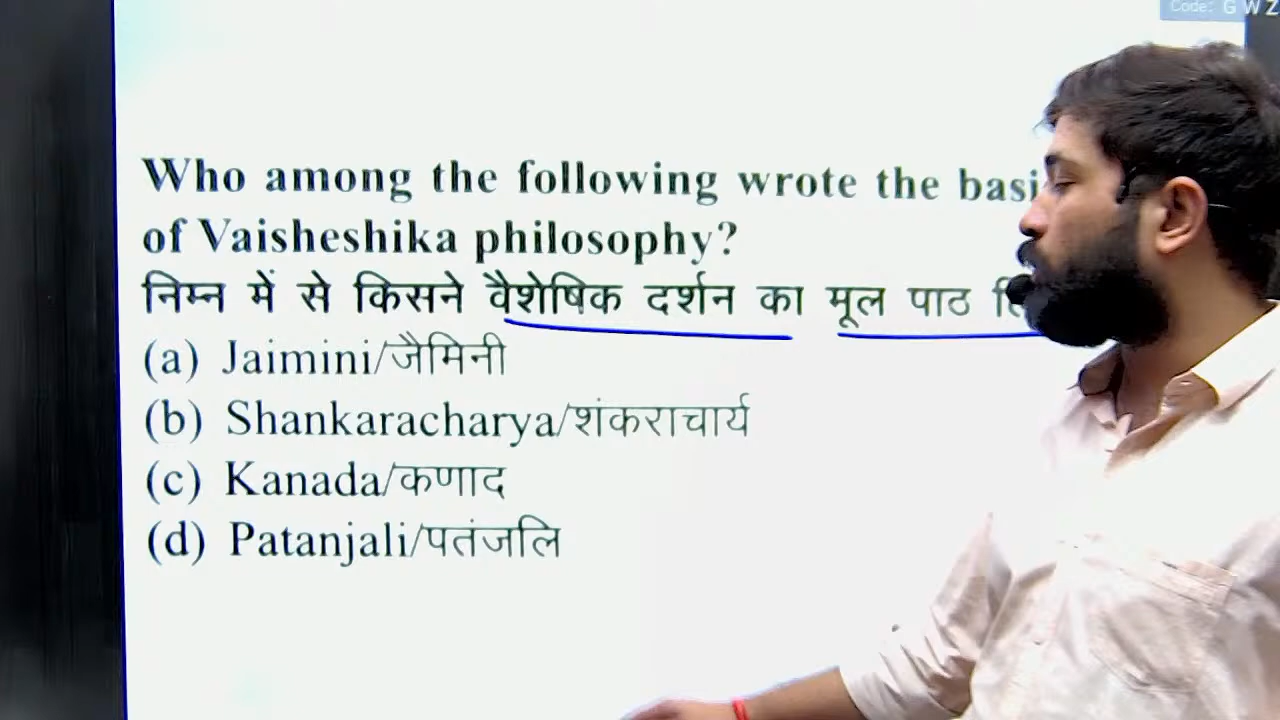 Code: G W Z
Who among the following wrote the
of Vaisheshika philosophy?
निम्न में से किसने वैशेषिक दर्शन का मूल पाठ
(a) Jaimini/जैमिनी
(b) Shankaracharya/शंकराचार्य
(c) Kanada/कणाद
(d) Patanjali/पतंजलि